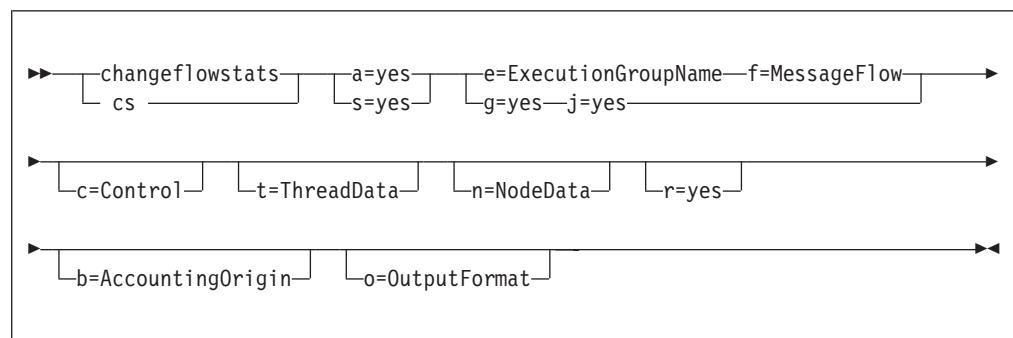 changeflowstats a=yes e=ExecutionGroupName f=MessageFlow
cs s=yes g=yes j=yes
c=Control t=ThreadData n=NodeData r=yes
b=AccountingOrigin o=OutputFormat